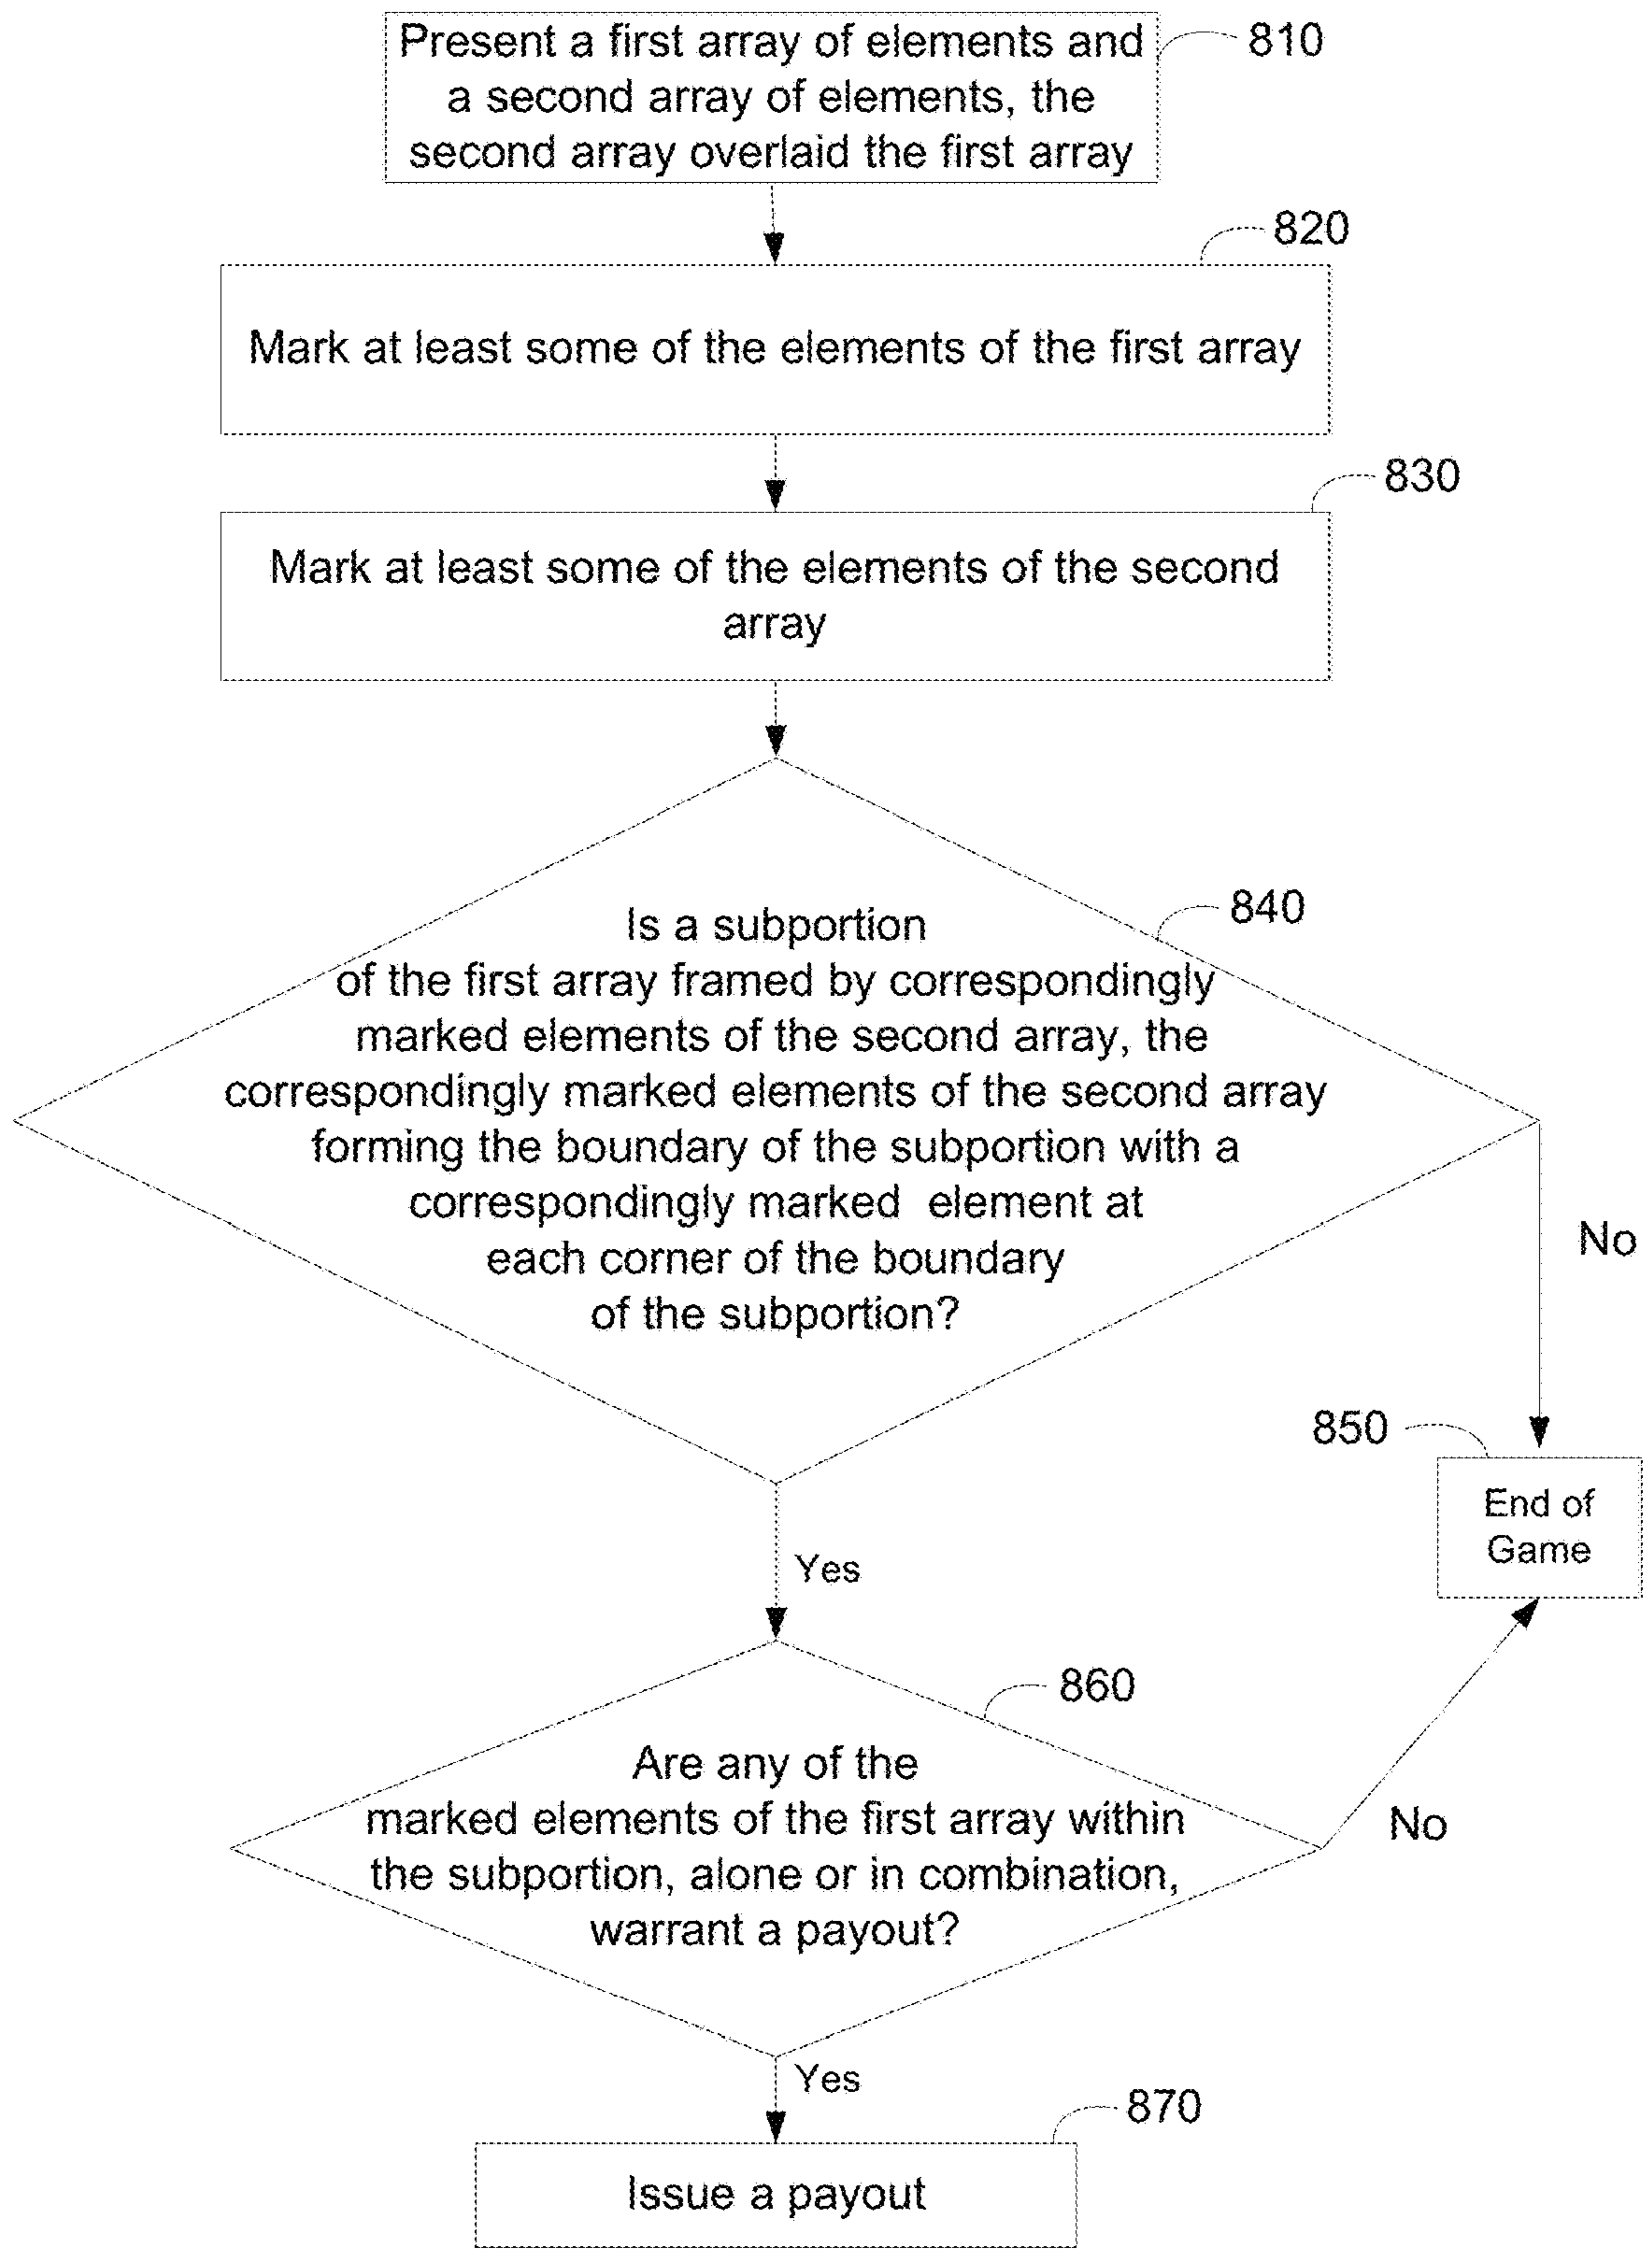 Present a first array of elements and
a second array of elements, the
second array overlaid the first array
810
820
Mark at least some of the elements of the first array
830
Mark at least some of the elements of the second
array
840
Is a subportion
of the first array framed by correspondingly
marked elements of the second array, the
correspondingly marked elements of the second array
forming the boundary of the subportion with a
correspondingly marked element at
each corner of the boundary
of the subportion?
No
850
End of
Game
Yes
860
Are any of the
marked elements of the first array within
the subportion, alone or in combination,
warrant a payout?
No
Yes
870
Issue a payout